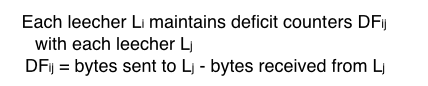 Each leecher Li maintains deficit counters DFij
with each leecher Lj
DFij = bytes sent to Lj - bytes received from Lj